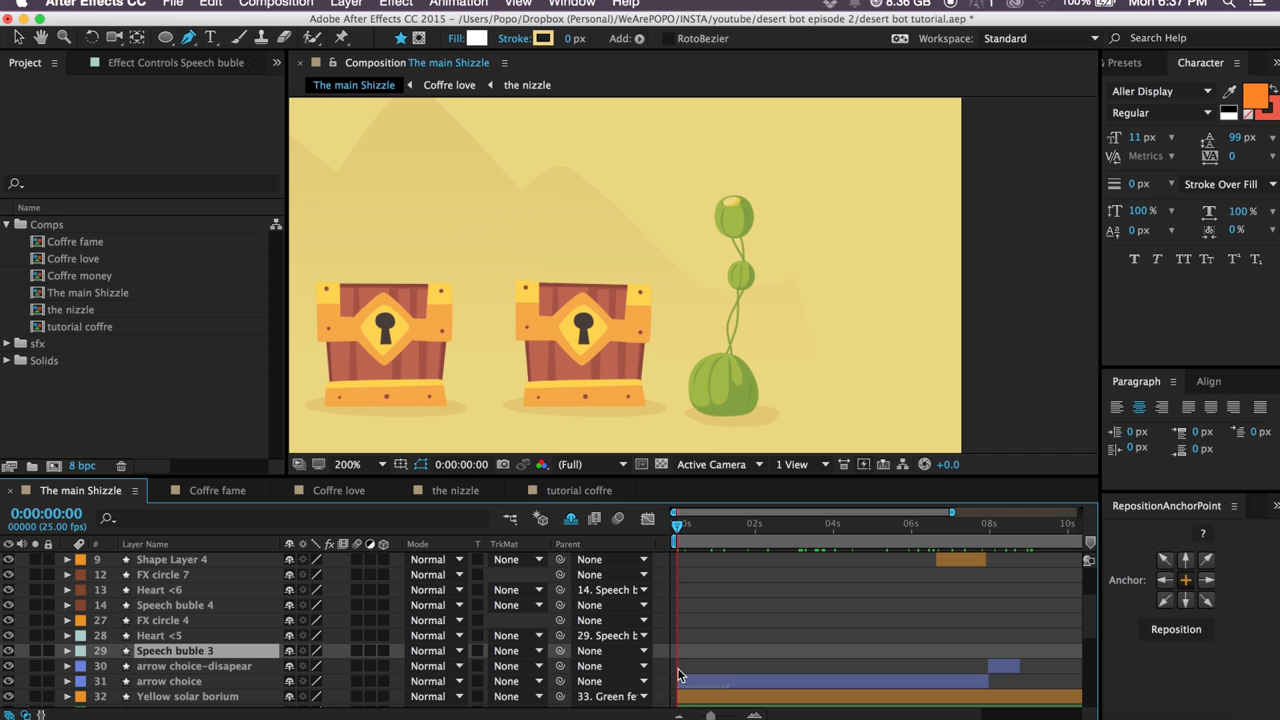 After Effects CC File Edit Composition Layer Effect Animation View Window Help 8.36 GB 1 100% Mon 6:37 PM
Adobe After Effects CC 2015 - /Users/Popo/Dropbox (Personal)/WeArePOPO/INSTA/youtube/desert bot episode 2/desert bot tutorial.aep *
Fill: Stroke: 0 px Add: RotoBezier Workspace: Standard Search Help
Project Effect Controls Speech buble Composition The main Shizzle Presets Character
The main Shizzle Coffre love the nizzle
Aller Display
Regular
11 px 99 px
Metrics 0
0 px Stroke Over Fill
100 % 100 %
0 px 0 %
T T TT Tt T¹ T₁
Name
Comps
Coffre fame
Coffre love
Coffre money
The main Shizzle
the nizzle
tutorial coffre
sfx
Solids
Paragraph Align
0 px 0 px 0 px
0 px 0 px
8 bpc 200% 0:00:00:00 (Full) Active Camera 1 View +0.0
The main Shizzle Coffre fame Coffre love the nizzle tutorial coffre
0:00:00:00
00000 (25.00 fps)
0s 02s 04s 06s 08s 10s
# Layer Name Mode T TrkMat Parent
9 Shape Layer 4 Normal None None
12 FX circle 7 Normal None
13 Heart <6 Normal None 14. Speech b
14 Speech buble 4 Normal None None
27 FX circle 4 Normal None
28 Heart <5 Normal None 29. Speech b
29 Speech buble 3 Normal None None
30 arrow choice-disapear Normal None None
31 arrow choice Normal None None
32 Yellow solar borium Normal None 33. Green fe
RepositionAnchorPoint
?
Anchor:
Reposition